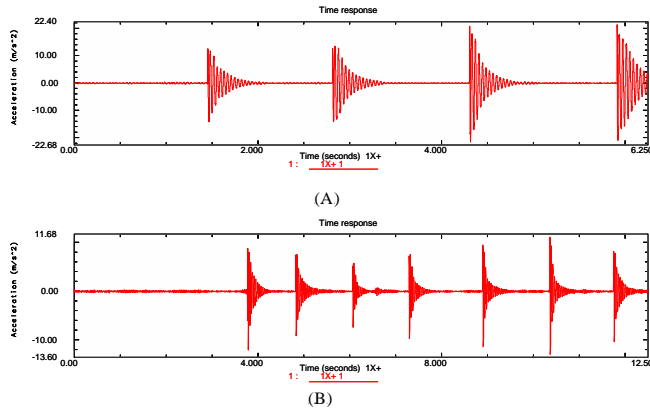 Time response
22.40
10.00
0.00
-10.00
-22.68
Acceleration (m/s^2)
0.00 2.000 4.000 6.250
Time (seconds) 1X+
1 : 1X+ 1
(A)
Time response
11.68
0.00
-10.00
-13.60
Acceleration (m/s^2)
0.00 4.000 8.000 12.50
Time (seconds) 1X+
1 : 1X+ 1
(B)